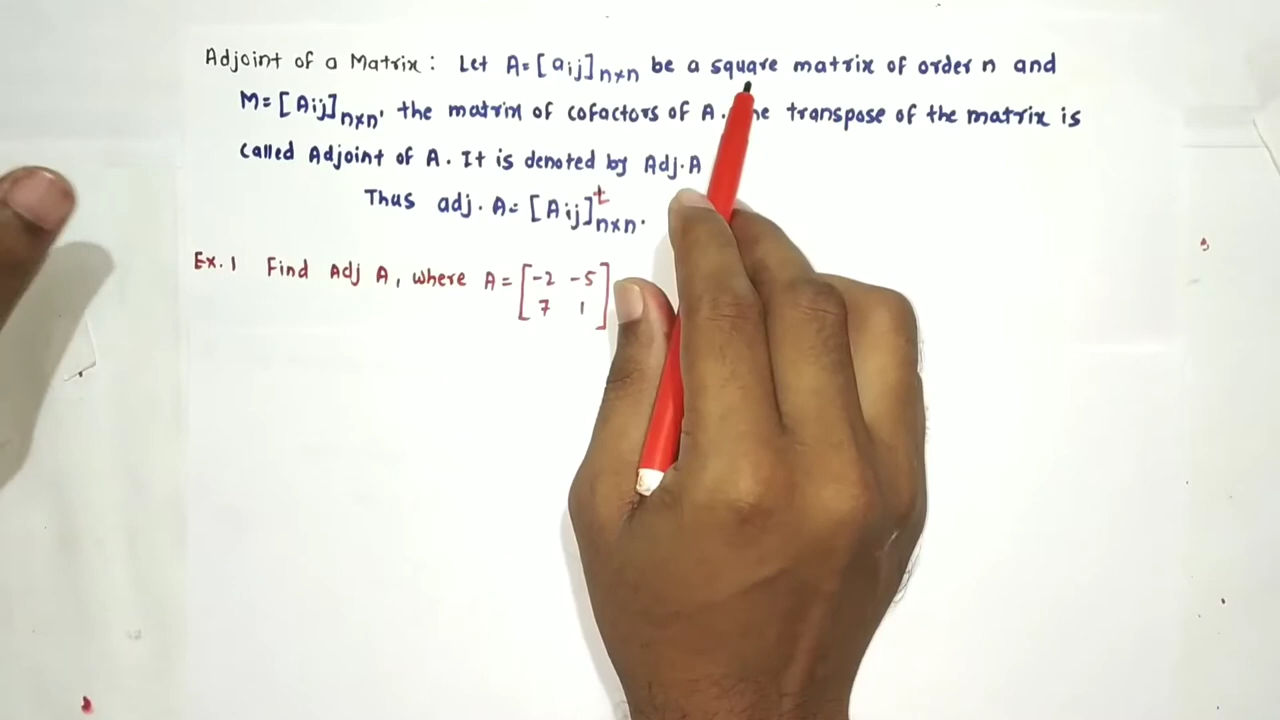 Adjoint of a Matrix: Let A=[aij]n×n be a square matrix of order n and
M=[Aij]n×n, the matrix of cofactors of A. he transpose of the matrix is
called Adjoint of A. It is denoted by Adj.A
Thus adj. A=[Aij]^t n×n.
Ex.1 Find Adj A, where A=[-2 -5
7 1]